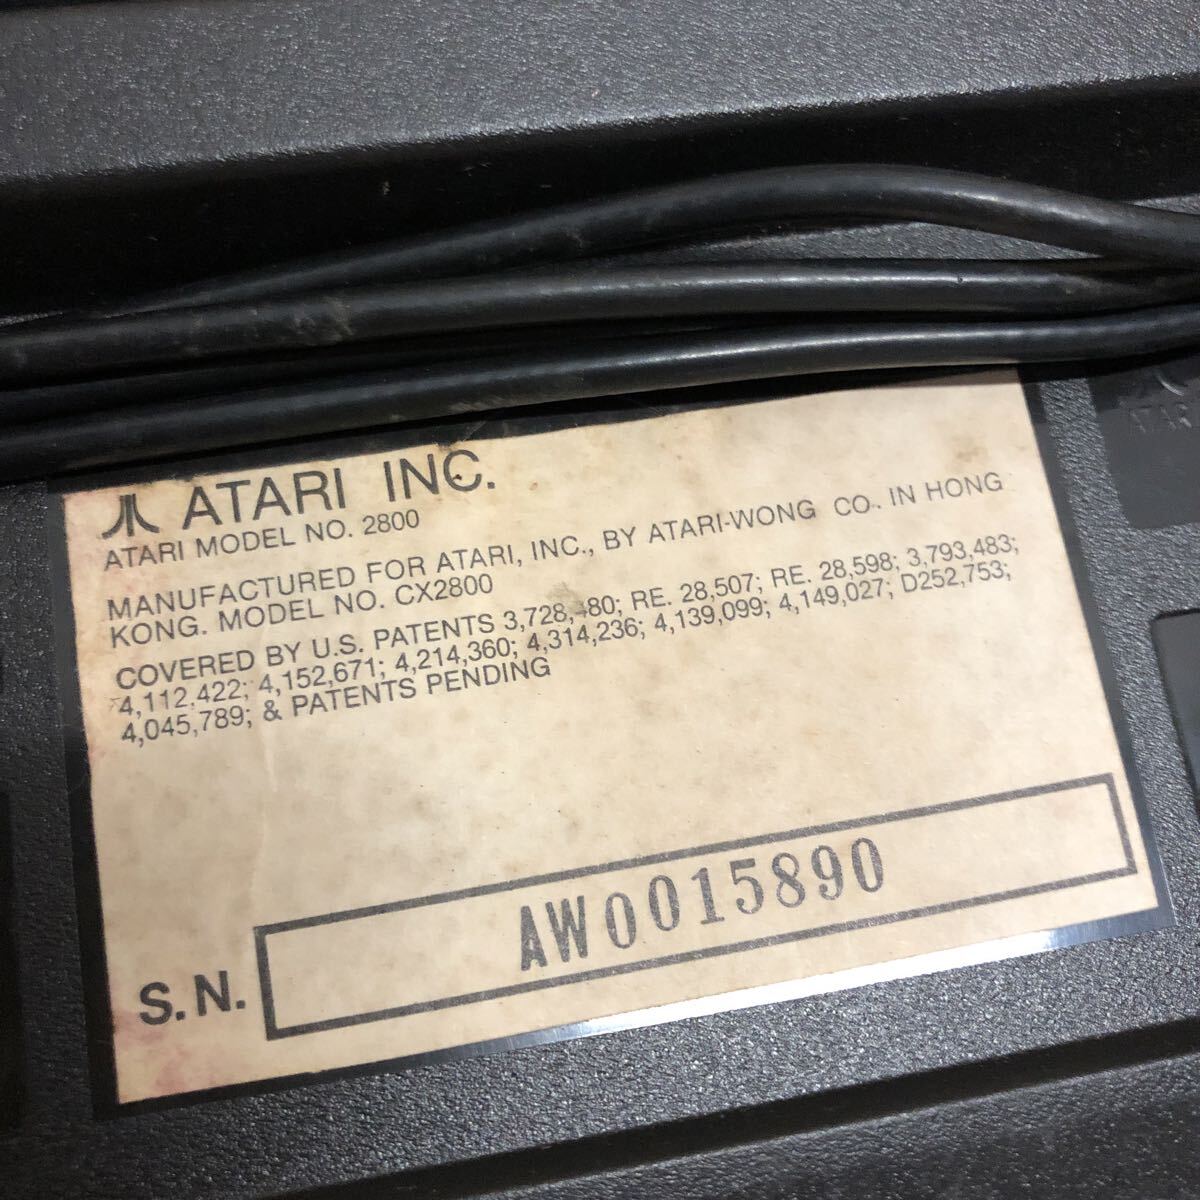 ATARI INC.
ATARI MODEL NO. 2800
MANUFACTURED FOR ATARI, INC., BY ATARI-WONG CO. IN HONG
KONG. MODEL NO. CX2800
COVERED BY U.S. PATENTS 3,728,480; RE. 28,507; RE. 28,598; 3,793,483;
4,112,422; 4,152,671; 4,214,360; 4,314,236; 4,139,099; 4,149,027; D252,753;
4,045,789; & PATENTS PENDING
S.N. AW0015890